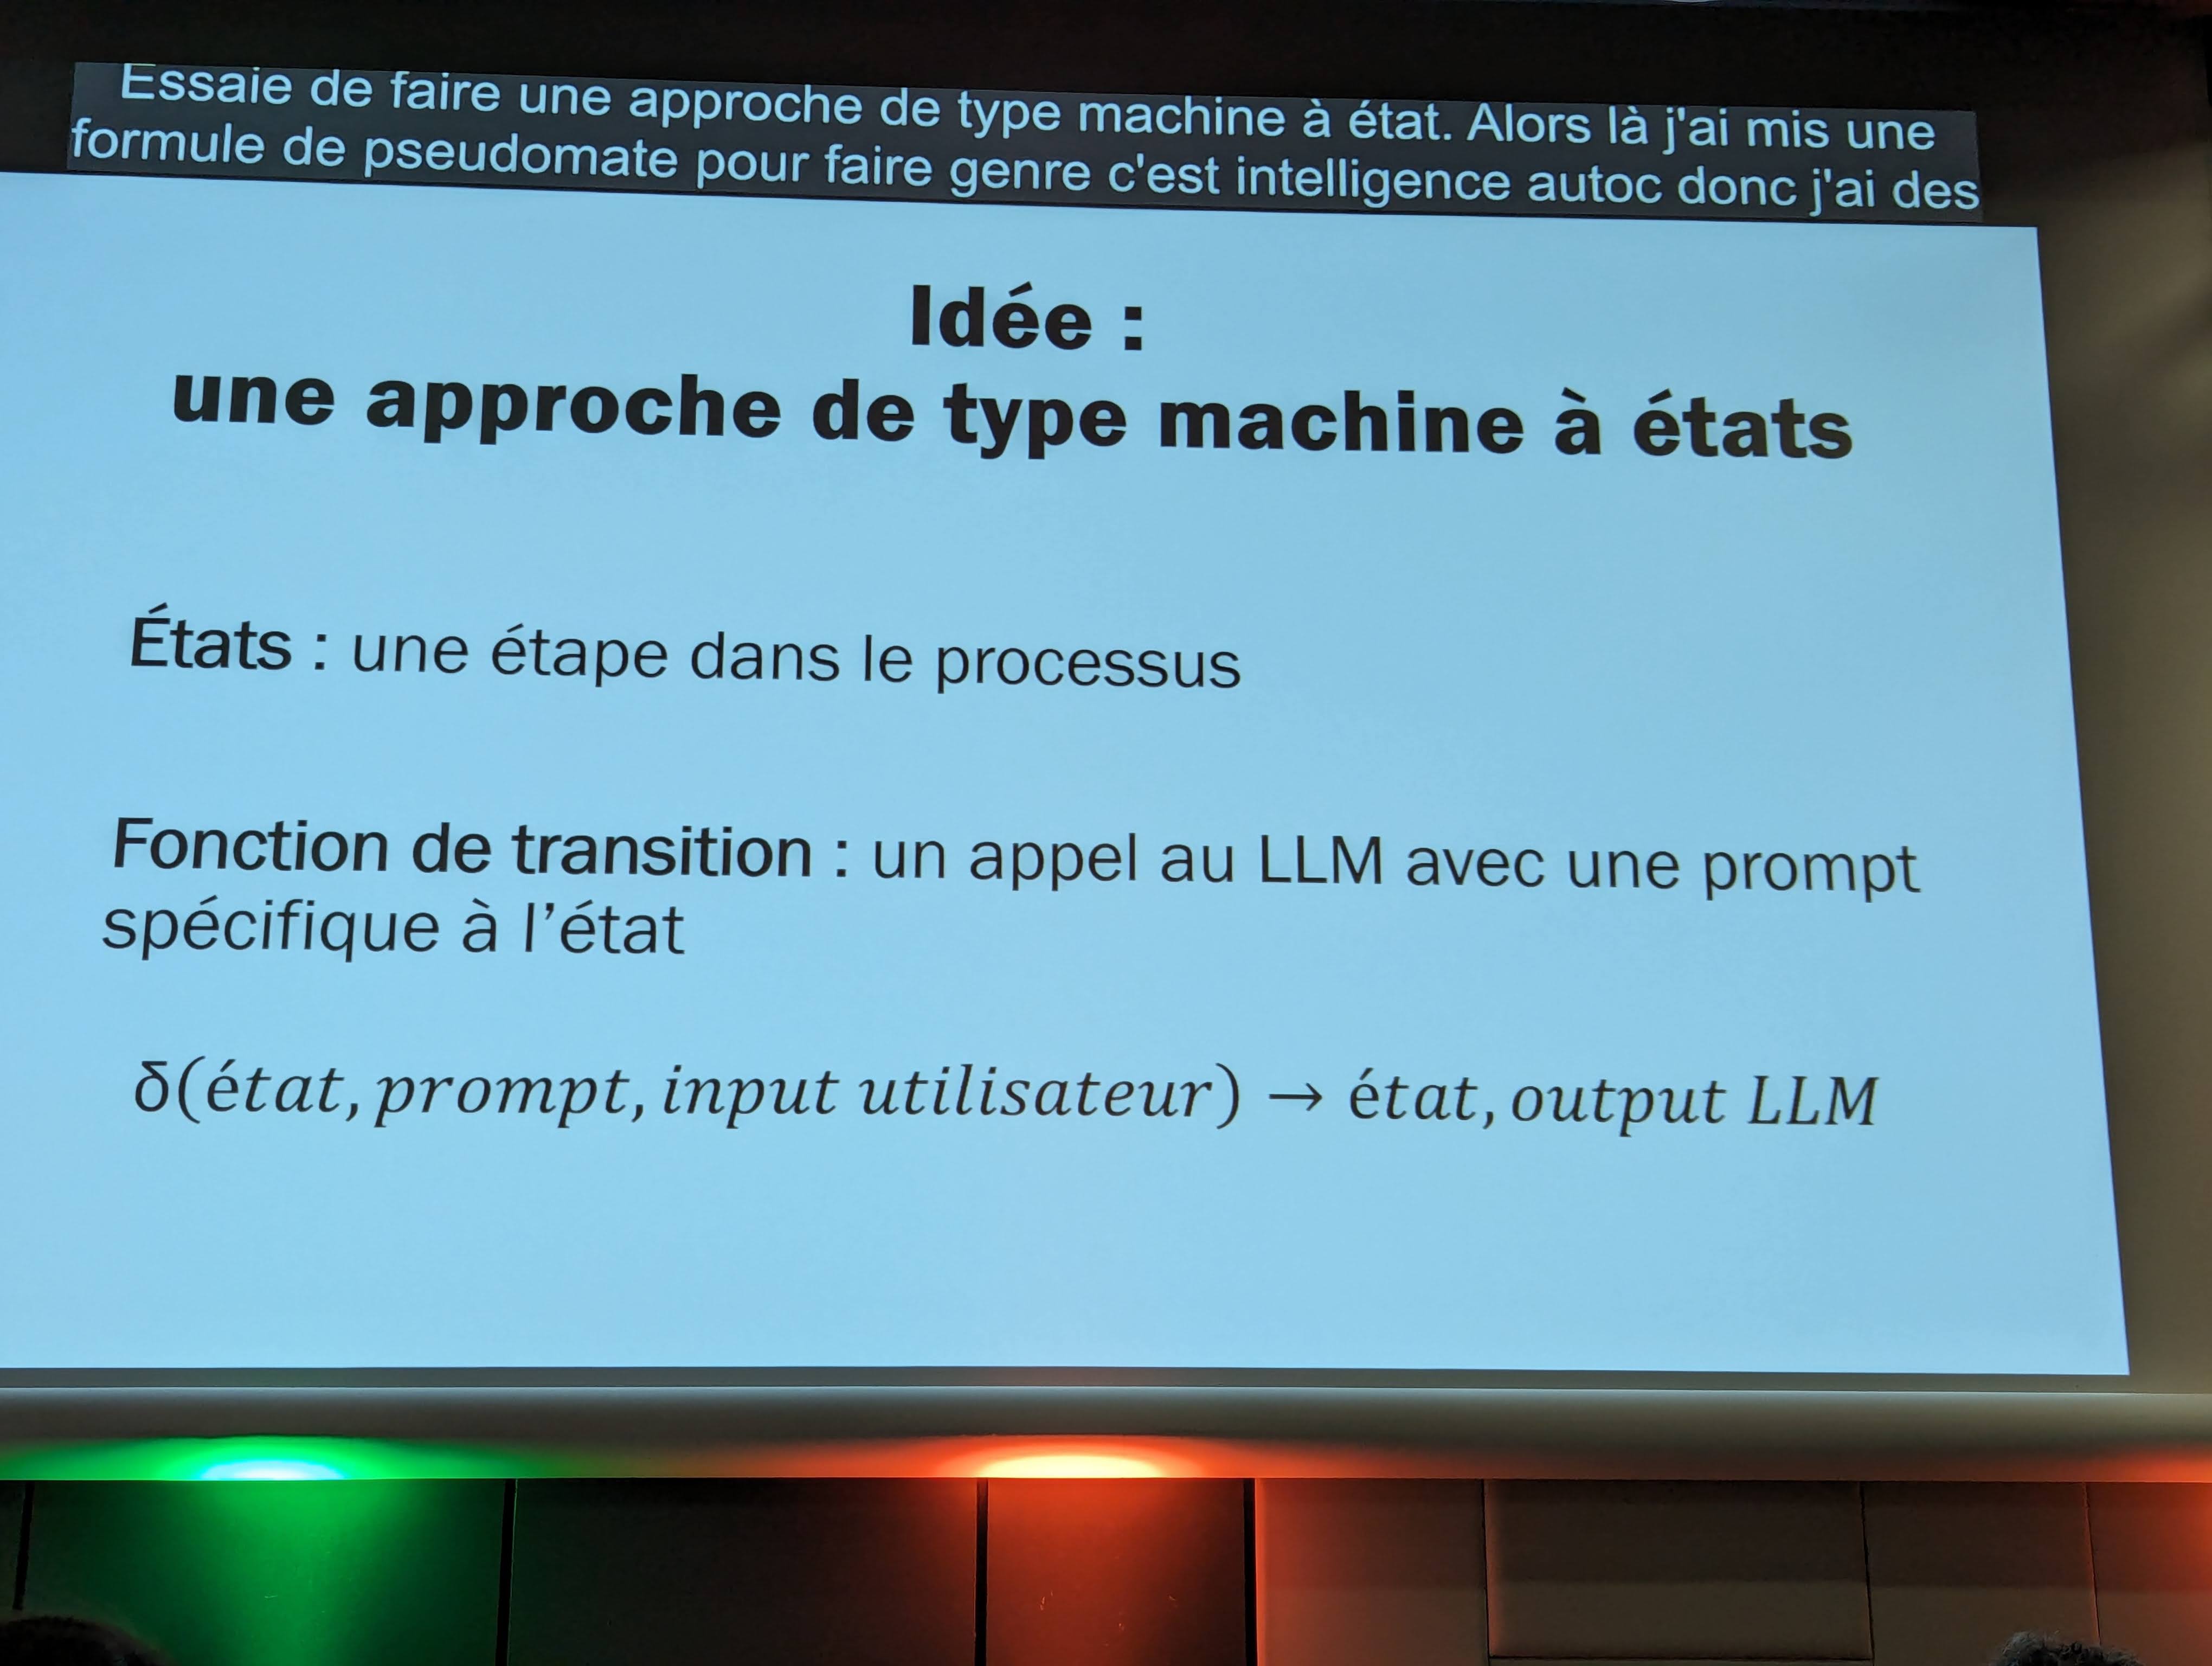 Essaie de faire une approche de type machine à état. Alors là j'ai mis une
formule de pseudomate pour faire genre c'est intelligence autoc donc j'ai des
Idée :
une approche de type machine à états
États : une étape dans le processus
Fonction de transition : un appel au LLM avec une prompt
spécifique à l’état
δ(état, prompt, input utilisateur) → état, output LLM